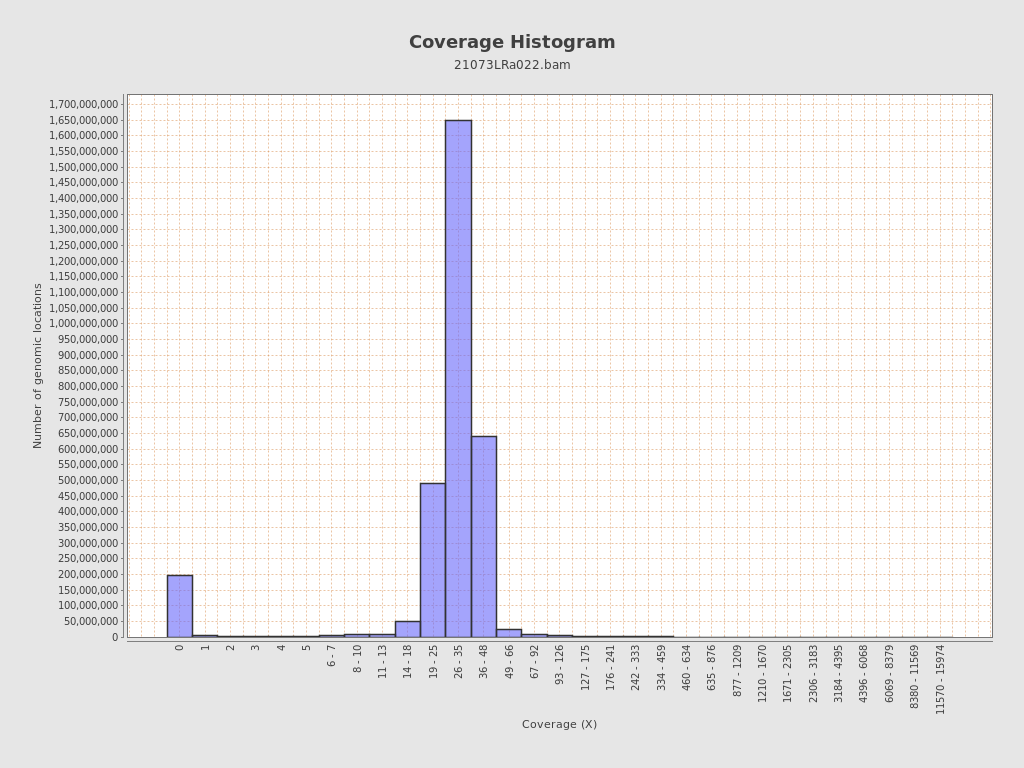 Coverage Histogram
21073LRa022.bam
Number of genomic locations
1,700,000,000
1,650,000,000
1,600,000,000
1,550,000,000
1,500,000,000
1,450,000,000
1,400,000,000
1,350,000,000
1,300,000,000
1,250,000,000
1,200,000,000
1,150,000,000
1,100,000,000
1,050,000,000
1,000,000,000
950,000,000
900,000,000
850,000,000
800,000,000
750,000,000
700,000,000
650,000,000
600,000,000
550,000,000
500,000,000
450,000,000
400,000,000
350,000,000
300,000,000
250,000,000
200,000,000
150,000,000
100,000,000
50,000,000
0
0
1
2
3
4
5
6 - 7
8 - 10
11 - 13
14 - 18
19 - 25
26 - 35
36 - 48
49 - 66
67 - 92
93 - 126
127 - 175
176 - 241
242 - 333
334 - 459
460 - 634
635 - 876
877 - 1209
1210 - 1670
1671 - 2305
2306 - 3183
3184 - 4395
4396 - 6068
6069 - 8379
8380 - 11569
11570 - 15974
Coverage (X)